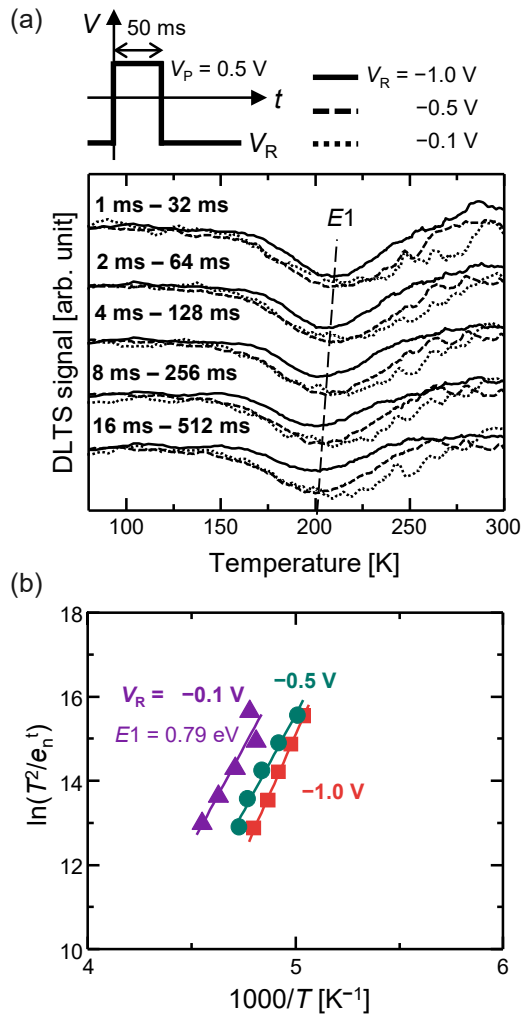 (a)
V
50 ms
V_P = 0.5 V
t
V_R
V_R = −1.0 V
−0.5 V
−0.1 V
DLTS signal [arb. unit]
1 ms – 32 ms
E1
2 ms – 64 ms
4 ms – 128 ms
8 ms – 256 ms
16 ms – 512 ms
100 150 200 250 300
Temperature [K]
(b)
ln(T²/eₙᵗ)
18
16
14
12
10
V_R = −0.1 V
−0.5 V
E1 = 0.79 eV
−1.0 V
4 5 6
1000/T [K⁻¹]